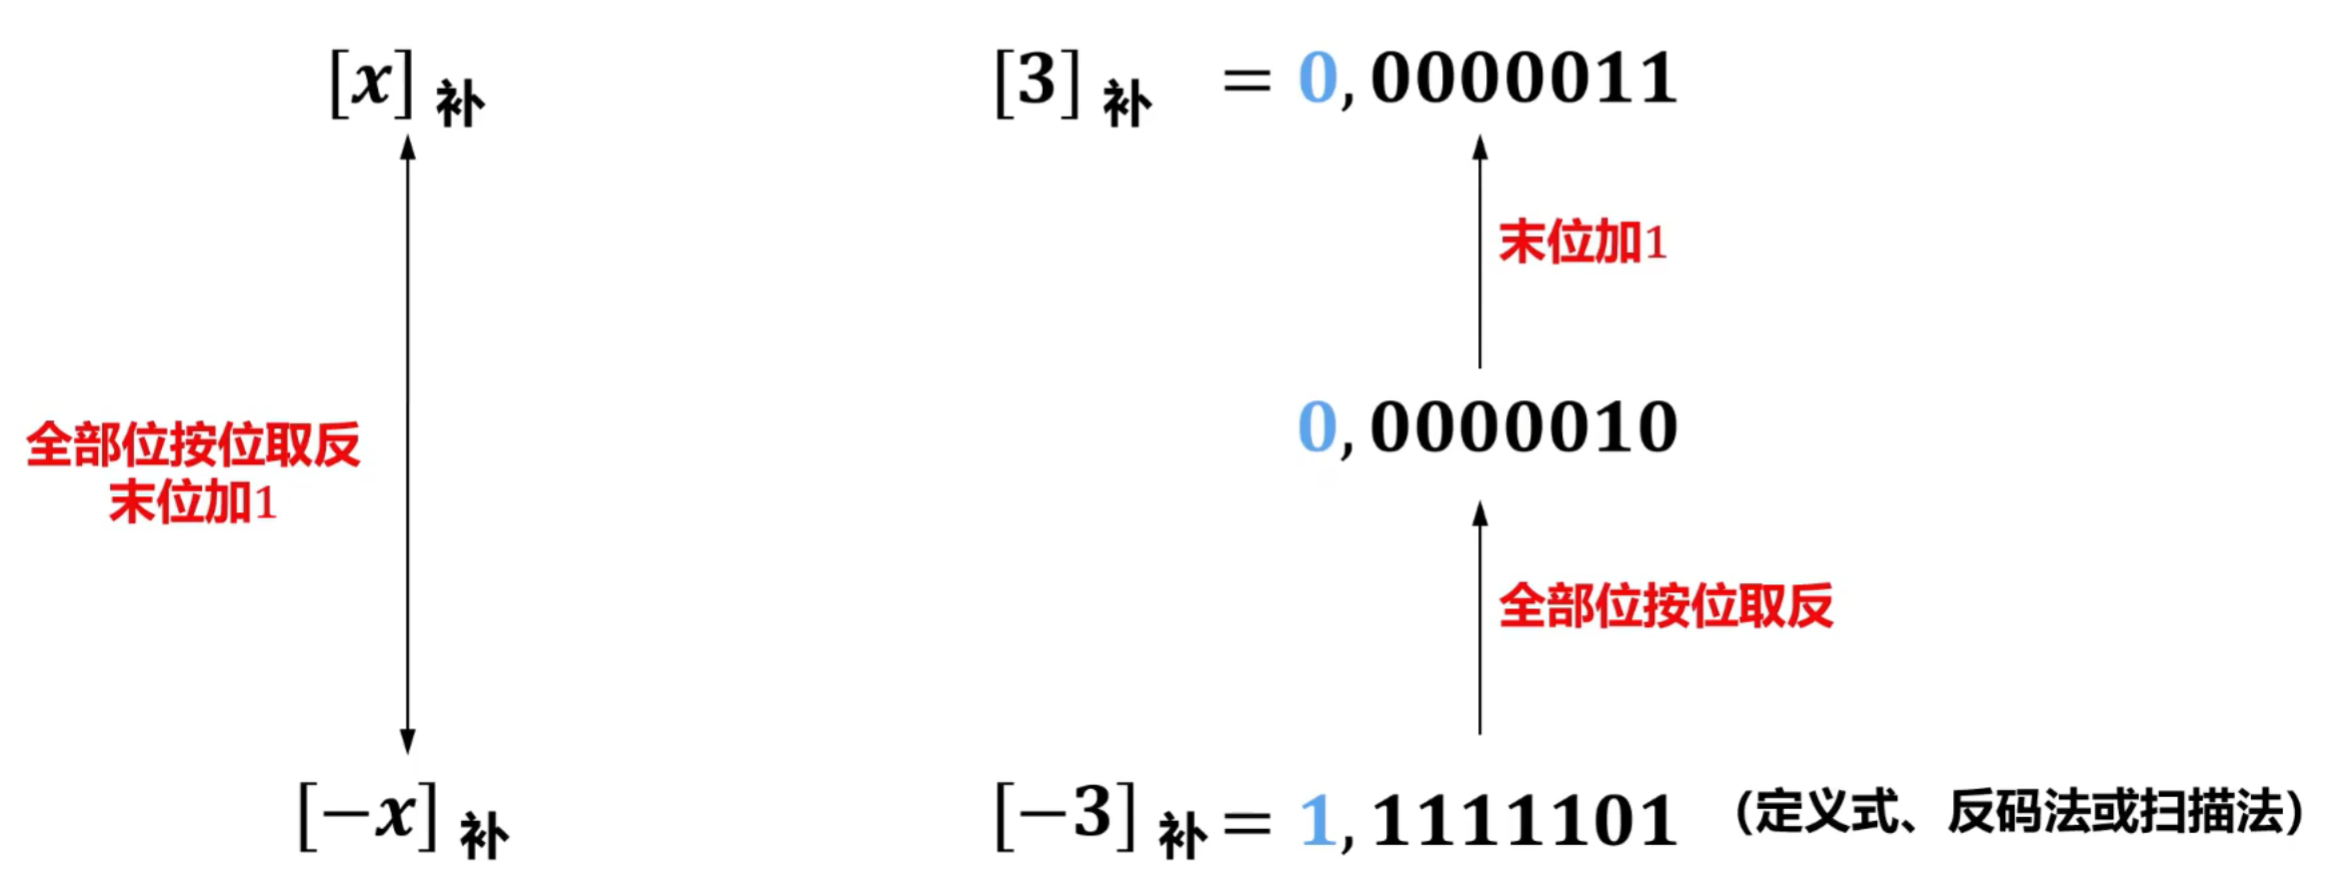 [x]补
[3]补 = 0,0000011
末位加1
0,0000010
全部位按位取反
末位加1
全部位按位取反
[−x]补
[−3]补 = 1,1111101 (定义式、反码法或扫描法)